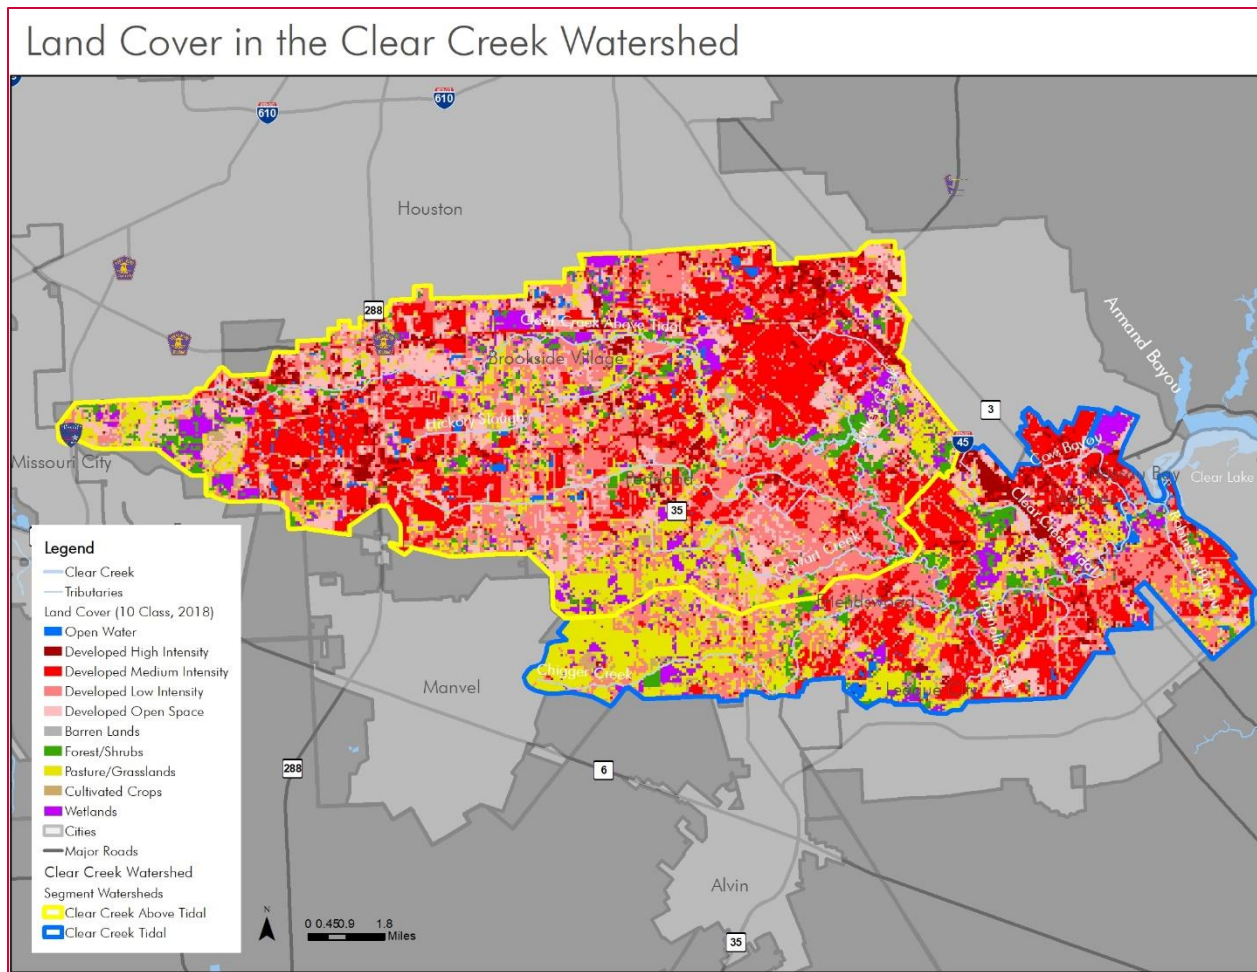 Land Cover in the Clear Creek Watershed
610
610
Houston
288
Clear Creek Above Tidal
Brookside Village
Armand Bayou
3
Hickory Slough
45
Cow Bayou
Missouri City
Pearland
Clear Lake
35
Clear Creek Tidal
Cowart Creek
Robinson Bayou
Friendswood
Chigger Creek
Manvel
League City
288
6
Alvin
35
Legend
Clear Creek
Tributaries
Land Cover (10 Class, 2018)
Open Water
Developed High Intensity
Developed Medium Intensity
Developed Low Intensity
Developed Open Space
Barren Lands
Forest/Shrubs
Pasture/Grasslands
Cultivated Crops
Wetlands
Cities
Major Roads
Clear Creek Watershed
Segment Watersheds
Clear Creek Above Tidal
Clear Creek Tidal
N
0 0.45 0.9 1.8
Miles